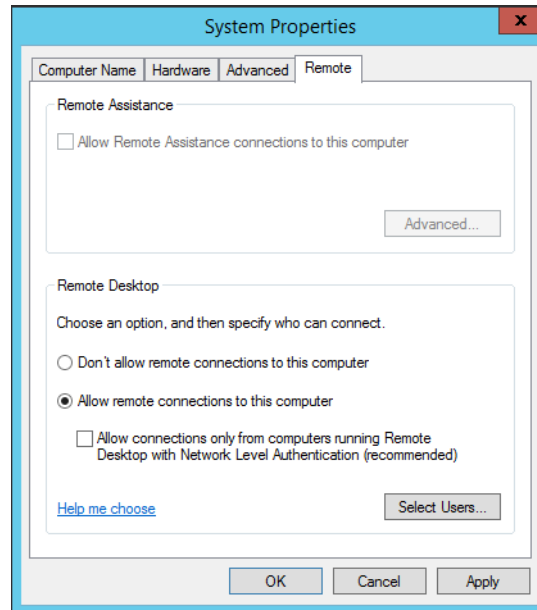 System Properties
x
Computer Name
Hardware
Advanced
Remote
Remote Assistance
Allow Remote Assistance connections to this computer
Advanced...
Remote Desktop
Choose an option, and then specify who can connect.
Don't allow remote connections to this computer
Allow remote connections to this computer
Allow connections only from computers running Remote
Desktop with Network Level Authentication (recommended)
Help me choose
Select Users...
OK
Cancel
Apply